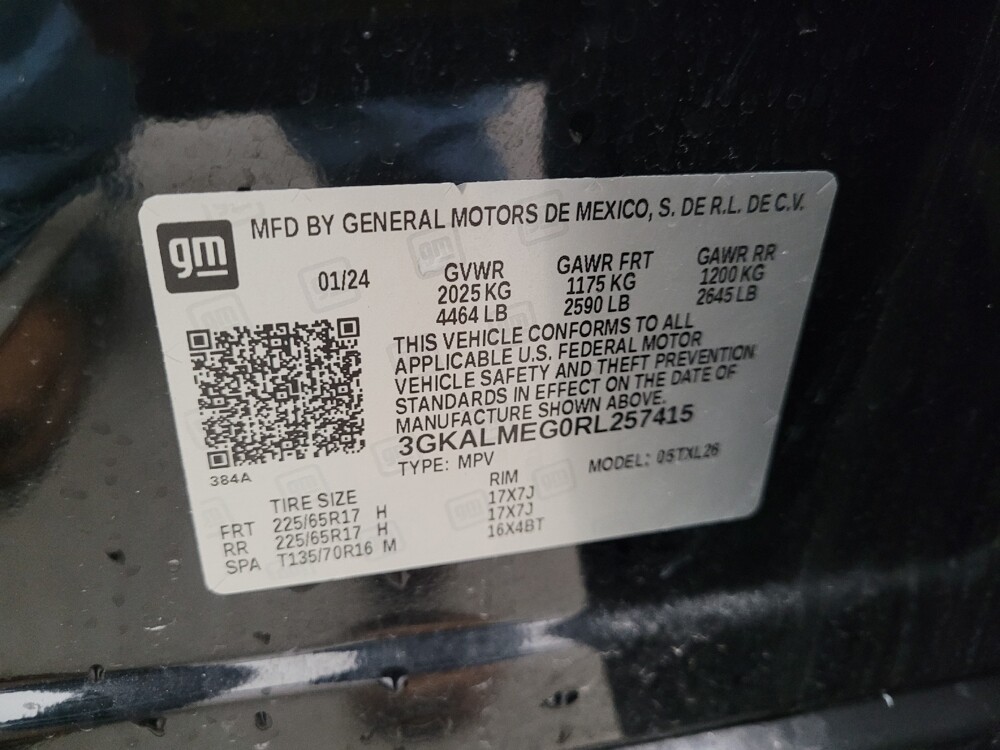 gm
MFD BY GENERAL MOTORS DE MEXICO, S. DE R.L. DE C.V.
01/24
GVWR
2025 KG
4464 LB
GAWR FRT
1175 KG
2590 LB
GAWR RR
1200 KG
2645 LB
THIS VEHICLE CONFORMS TO ALL
APPLICABLE U.S. FEDERAL MOTOR
VEHICLE SAFETY AND THEFT PREVENTION
STANDARDS IN EFFECT ON THE DATE OF
MANUFACTURE SHOWN ABOVE.
3GKALMEG0RL257415
TYPE: MPV
MODEL: 05TXL26
384A
TIRE SIZE
RIM
FRT 225/65R17 H 17X7J
RR 225/65R17 H 17X7J
SPA T135/70R16 M 16X4BT